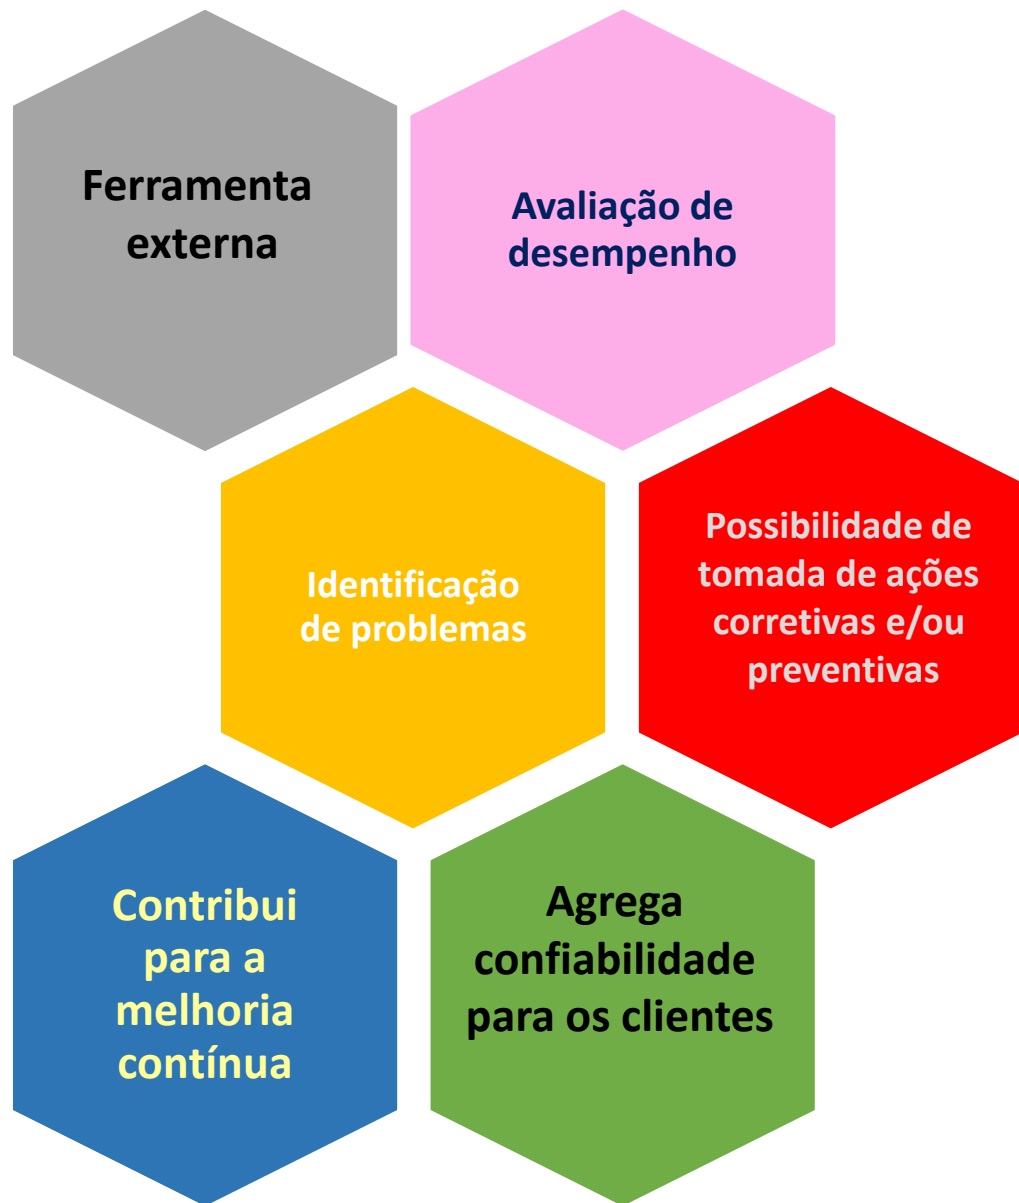 Ferramenta
externa
Avaliação de
desempenho
Identificação
de problemas
Possibilidade de
tomada de ações
corretivas e/ou
preventivas
Contribui
para a
melhoria
contínua
Agrega
confiabilidade
para os clientes